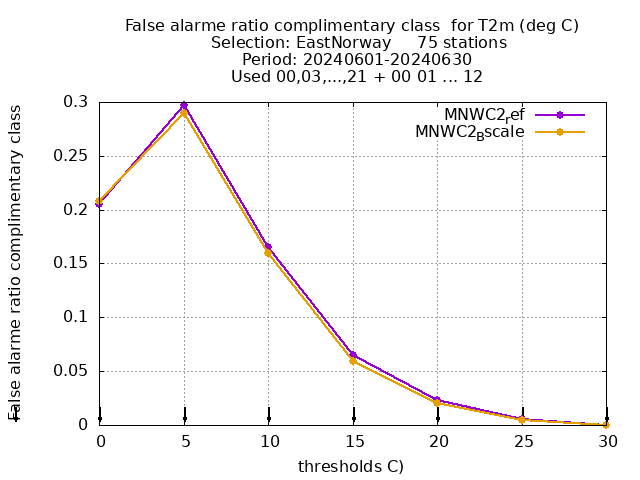 False alarme ratio complimentary class  for T2m (deg C)
Selection: EastNorway     75 stations
Period: 20240601-20240630
Used 00,03,...,21 + 00 01 ... 12
False alarme ratio complimentary class
MNWC2ref
MNWC2Bscale
0.3
0.25
0.2
0.15
0.1
0.05
0
0 5 10 15 20 25 30
thresholds C)